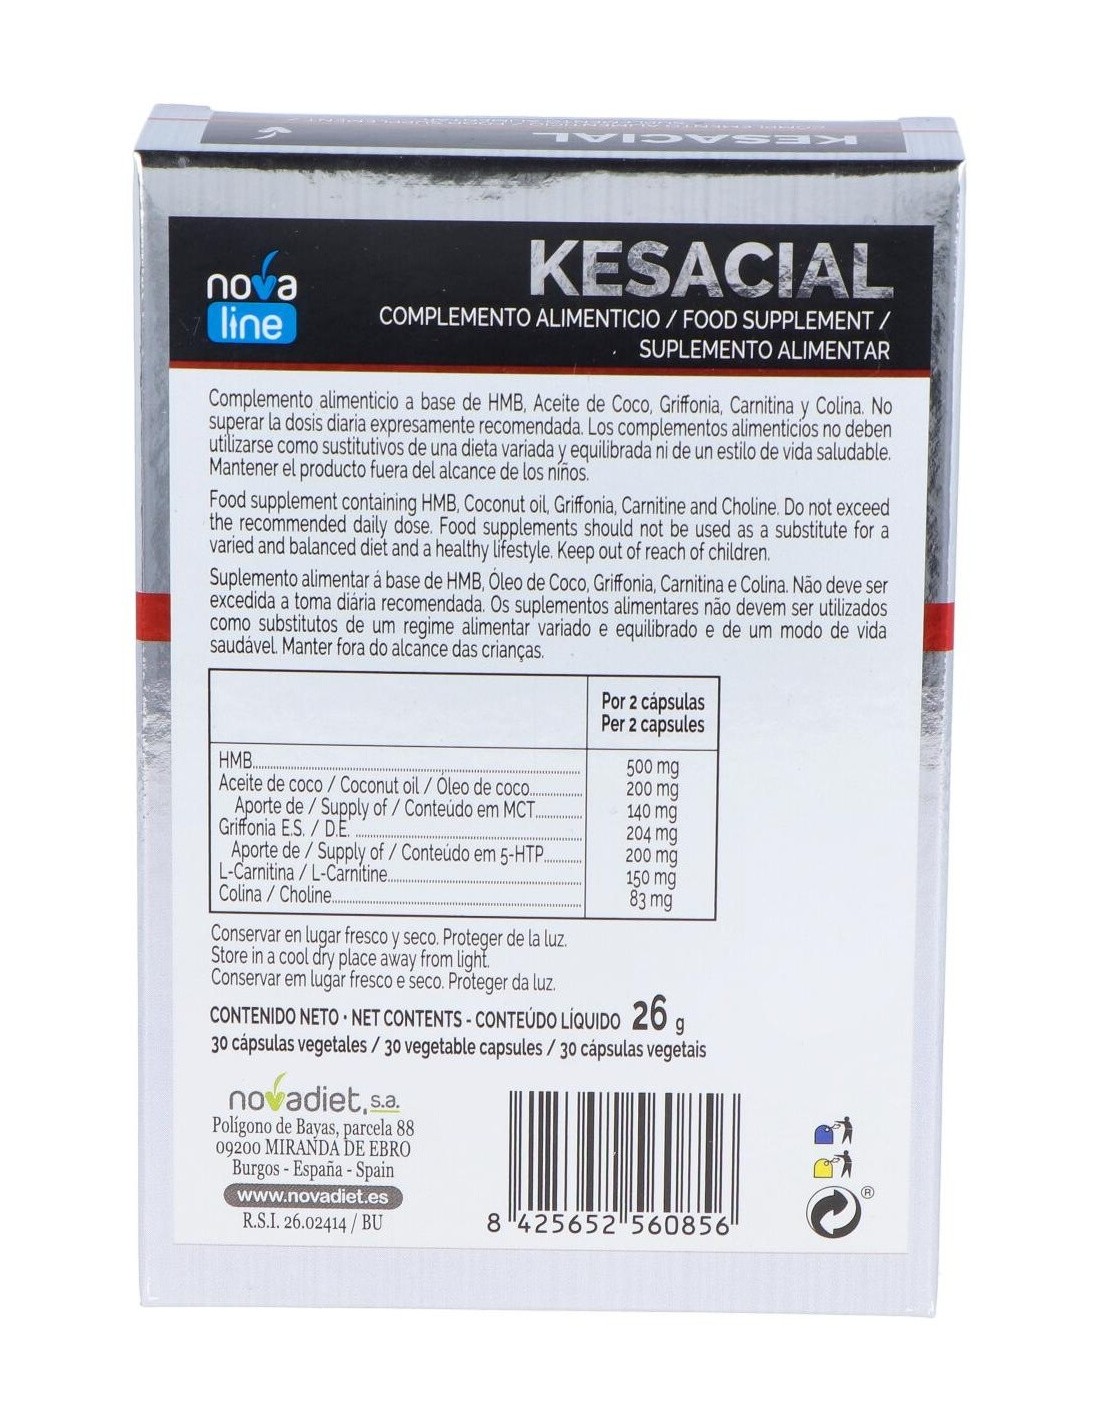 KESACIAL
nova
line
KESACIAL
COMPLEMENTO ALIMENTICIO / FOOD SUPPLEMENT /
SUPLEMENTO ALIMENTAR
Complemento alimenticio a base de HMB, Aceite de Coco, Griffonia, Carnitina y Colina. No
superar la dosis diaria expresamente recomendada. Los complementos alimenticios no deben
utilizarse como sustitutivos de una dieta variada y equilibrada ni de un estilo de vida saludable.
Mantener el producto fuera del alcance de los niños.
Food supplement containing HMB, Coconut oil, Griffonia, Carnitine and Choline. Do not exceed
the recommended daily dose. Food supplements should not be used as a substitute for a
varied and balanced diet and a healthy lifestyle. Keep out of reach of children.
Suplemento alimentar á base de HMB, Óleo de Coco, Griffonia, Carnitina e Colina. Não deve ser
excedida a toma diária recomendada. Os suplementos alimentares não devem ser utilizados
como substitutos de um regime alimentar variado e equilibrado e de um modo de vida
saudável. Manter fora do alcance das crianças.
Por 2 cápsulas
Per 2 capsules
HMB 500 mg
Aceite de coco / Coconut oil / Óleo de coco 200 mg
Aporte de / Supply of / Conteúdo em MCT 140 mg
Griffonia E.S. / D.E. 204 mg
Aporte de / Supply of / Conteúdo em 5-HTP 200 mg
L-Carnitina / L-Carnitine 150 mg
Colina / Choline 83 mg
Conservar en lugar fresco y seco. Proteger de la luz.
Store in a cool dry place away from light.
Conservar em lugar fresco e seco. Proteger da luz.
CONTENIDO NETO · NET CONTENTS - CONTEÚDO LÍQUIDO 26 g
30 cápsulas vegetales / 30 vegetable capsules / 30 cápsulas vegetais
novadiet, s.a.
Polígono de Bayas, parcela 88
09200 MIRANDA DE EBRO
Burgos - España - Spain
www.novadiet.es
R.S.I. 26.02414 / BU
8 425652 560856
®